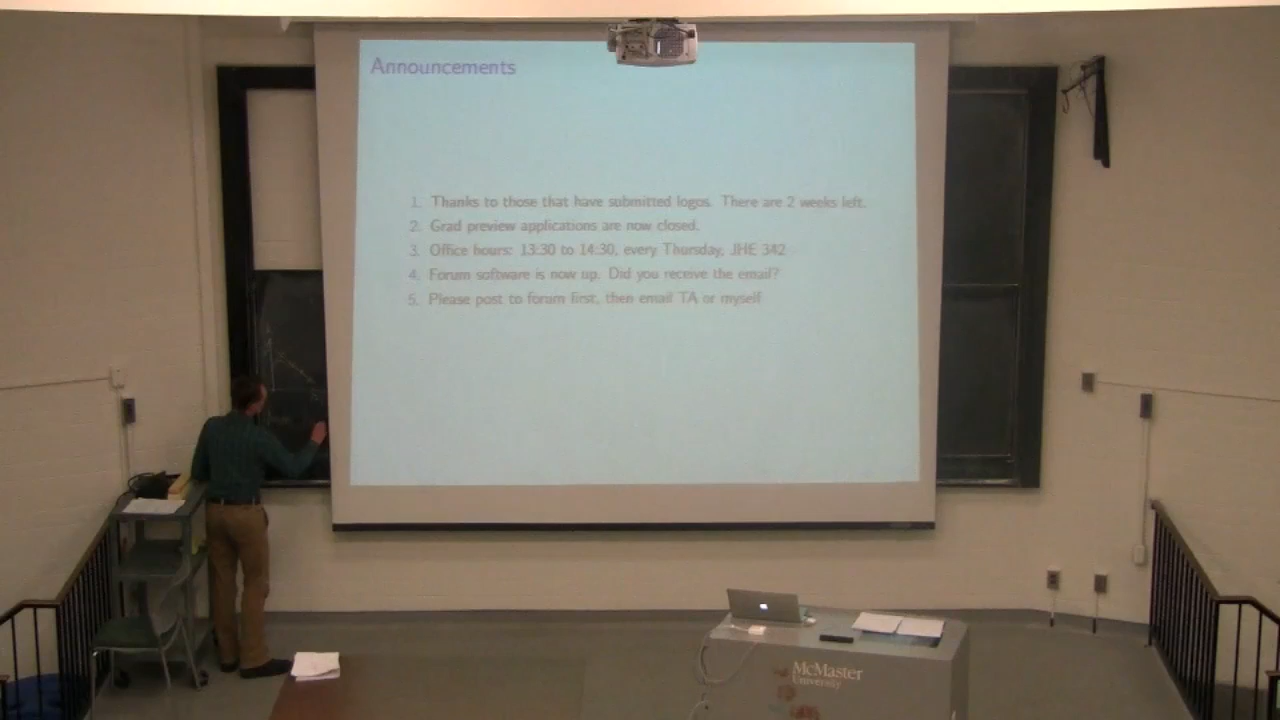 Announcements
1. Thanks to those that have submitted logos. There are 2 weeks left.
2. Grad preview applications are now closed.
3. Office hours: 13:30 to 14:30, every Thursday, JHE 342
4. Forum software is now up. Did you receive the email?
5. Please post to forum first, then email TA or myself
McMaster
University